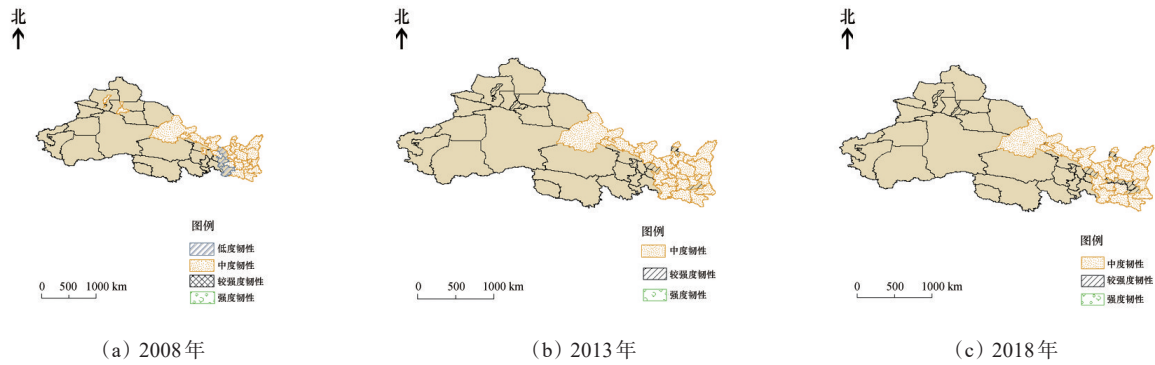 北
图例
低度韧性
中度韧性
较强度韧性
强度韧性
0 500 1000 km
(a) 2008年
北
图例
中度韧性
较强度韧性
强度韧性
0 500 1000 km
(b) 2013年
北
图例
中度韧性
较强度韧性
强度韧性
0 500 1000 km
(c) 2018年